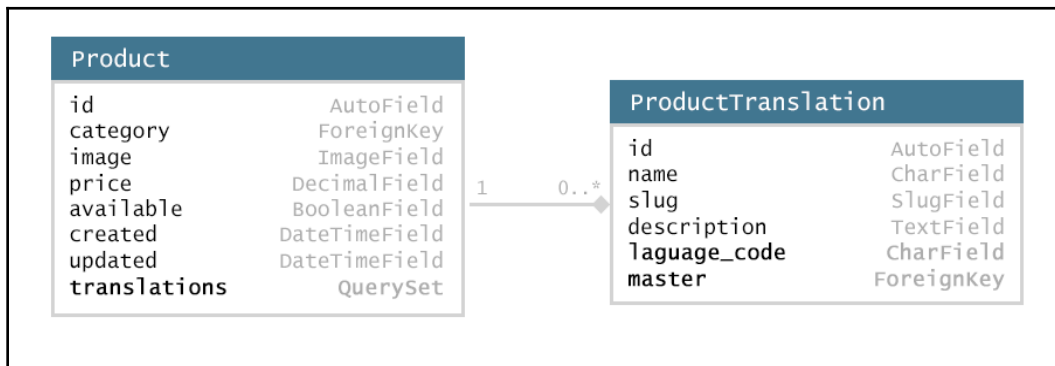 Product
id AutoField
category ForeignKey
image ImageField
price DecimalField
available BooleanField
created DateTimeField
updated DateTimeField
translations QuerySet
1 0..*
ProductTranslation
id AutoField
name CharField
slug SlugField
description TextField
laguage_code CharField
master ForeignKey